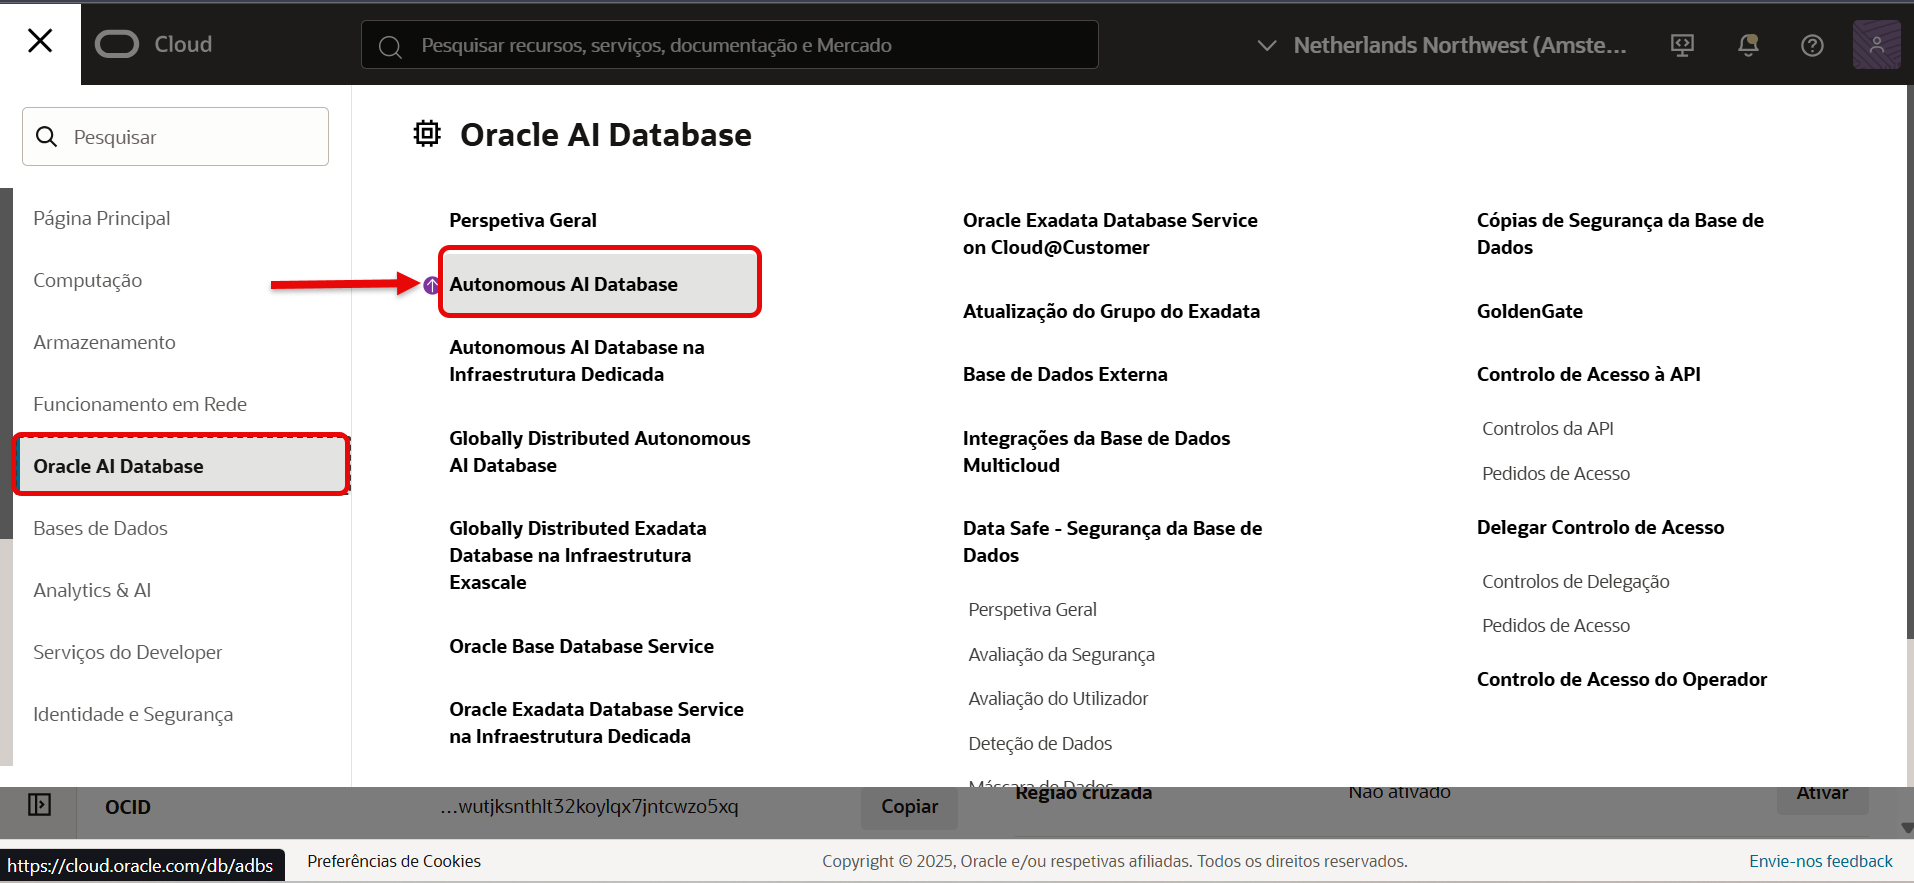 Cloud
Pesquisar recursos, serviços, documentação e Mercado
Netherlands Northwest (Amste...
Pesquisar
Página Principal
Computação
Armazenamento
Funcionamento em Rede
Oracle AI Database
Bases de Dados
Analytics & AI
Serviços do Developer
Identidade e Segurança
Oracle AI Database
Perspetiva Geral
Autonomous AI Database
Autonomous AI Database na
Infraestrutura Dedicada
Globally Distributed Autonomous
AI Database
Globally Distributed Exadata
Database na Infraestrutura
Exascale
Oracle Base Database Service
Oracle Exadata Database Service
na Infraestrutura Dedicada
Oracle Exadata Database Service
on Cloud@Customer
Atualização do Grupo do Exadata
Base de Dados Externa
Integrações da Base de Dados
Multicloud
Data Safe - Segurança da Base de
Dados
Perspetiva Geral
Avaliação da Segurança
Avaliação do Utilizador
Deteção de Dados
Máscara de Dados
Cópias de Segurança da Base de
Dados
GoldenGate
Controlo de Acesso à API
Controlos da API
Pedidos de Acesso
Delegar Controlo de Acesso
Controlos de Delegação
Pedidos de Acesso
Controlo de Acesso do Operador
OCID
...wutjksnthlt32koylqx7jntcwzo5xq
Copiar
Região cruzada
Não ativado
Ativar
https://cloud.oracle.com/db/adbs
Preferências de Cookies
Copyright © 2025, Oracle e/ou respetivas afiliadas. Todos os direitos reservados.
Envie-nos feedback